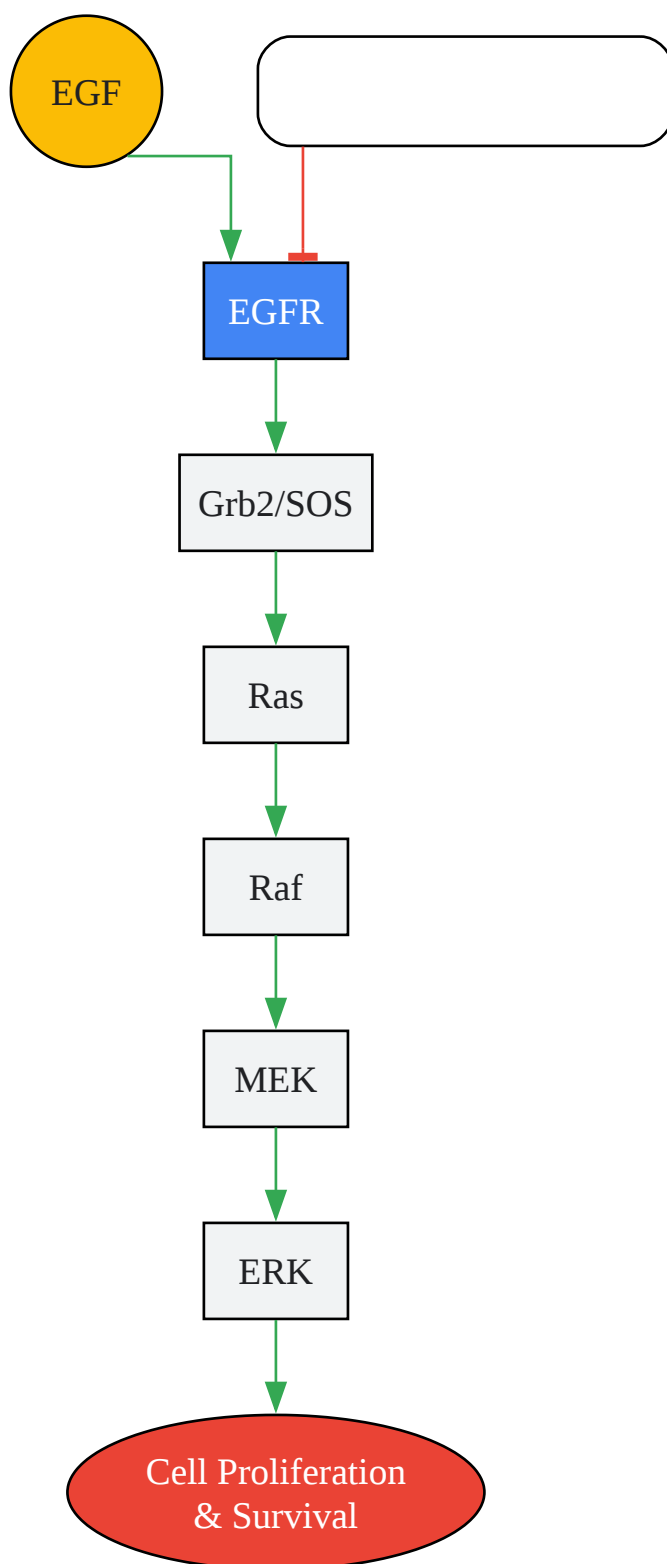 EGF
EGFR
Grb2/SOS
Ras
Raf
MEK
ERK
Cell Proliferation
& Survival